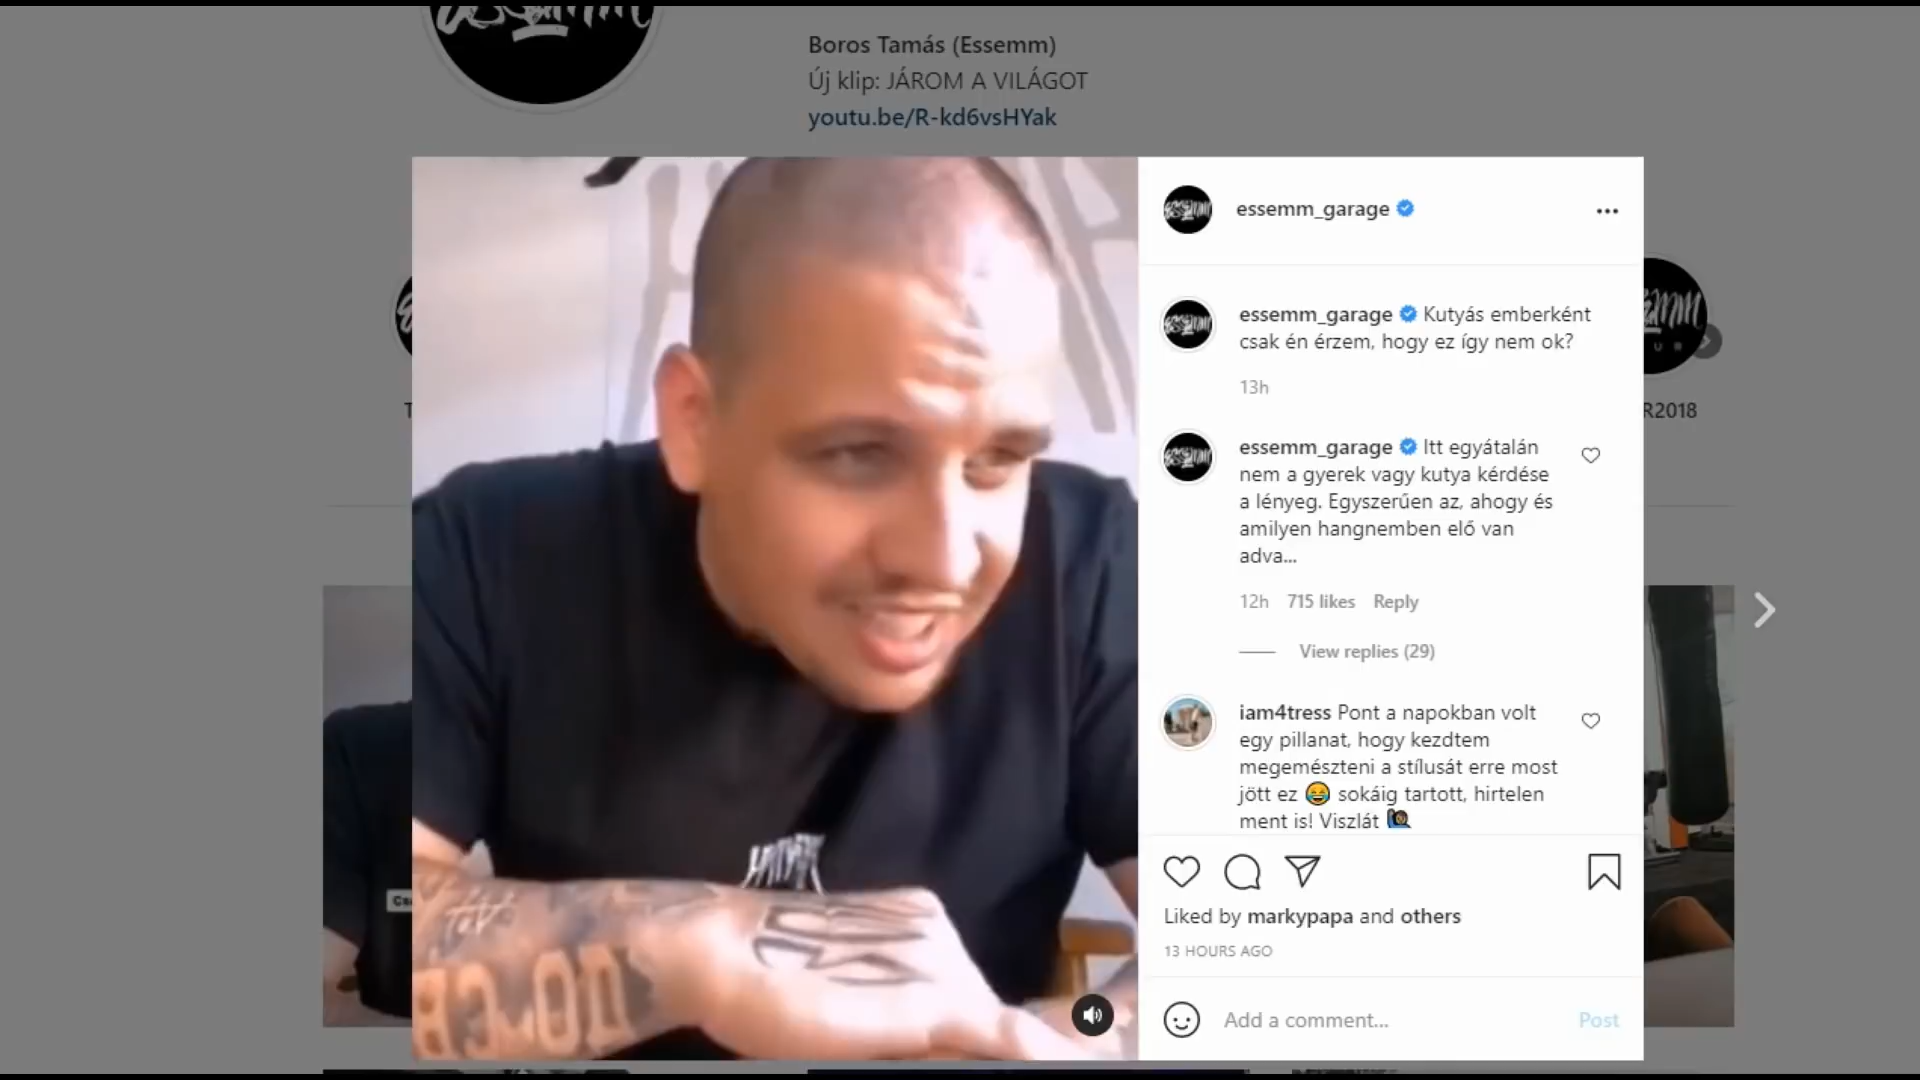 Boros Tamás (Essemm)
Új klip: JÁROM A VILÁGOT
youtu.be/R-kd6vsHYak
essemm_garage
essemm_garage Kutyás emberként
csak én érzem, hogy ez így nem ok?
13h
essemm_garage Itt egyátalán
nem a gyerek vagy kutya kérdése
a lényeg. Egyszerűen az, ahogy és
amilyen hangnemben elő van
adva...
12h 715 likes Reply
View replies (29)
iam4tress Pont a napokban volt
egy pillanat, hogy kezdtem
megemészteni a stílusát erre most
jött ez 😂 sokáig tartott, hirtelen
ment is! Viszlát 🙋🏿
Liked by markypapa and others
13 HOURS AGO
Add a comment...
Post
T
R2018